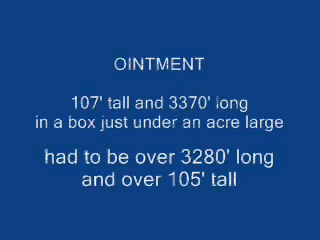 OINTMENT
107' tall and 3370' long
in a box just under an acre large
had to be over 3280' long
and over 105' tall